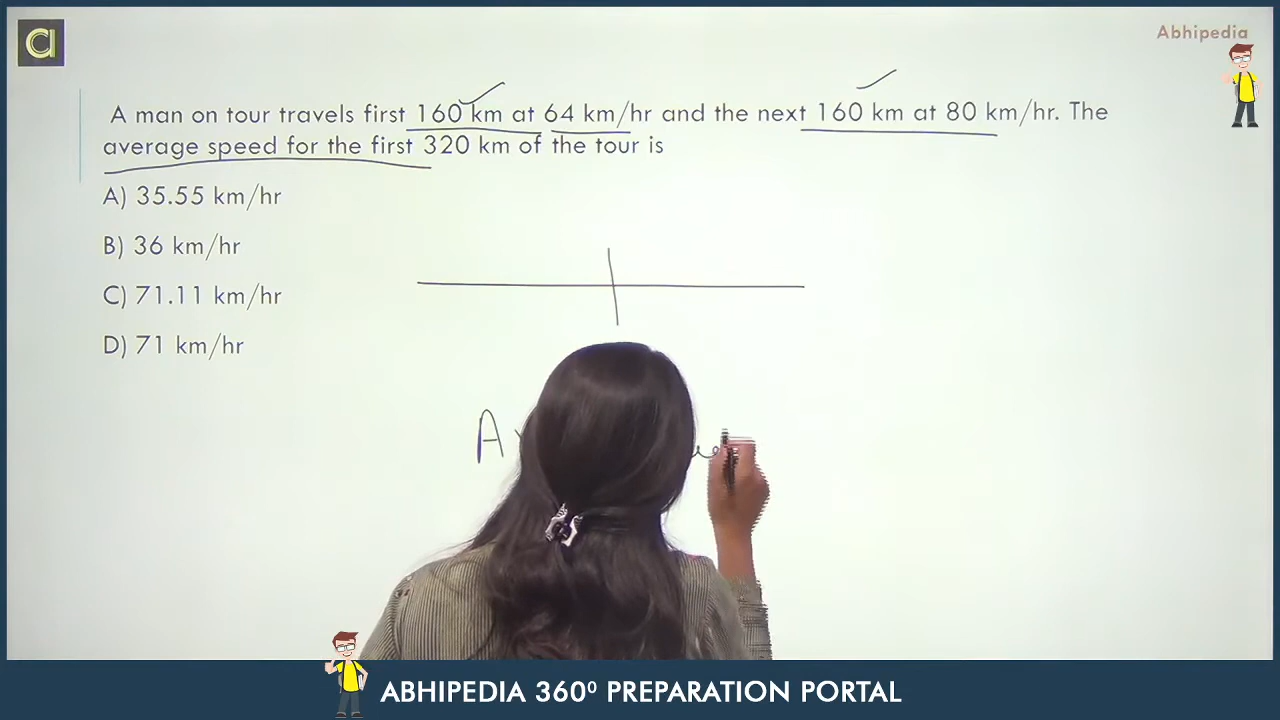 Abhipedia
A man on tour travels first 160 km at 64 km/hr and the next 160 km at 80 km/hr. The
average speed for the first 320 km of the tour is
A) 35.55 km/hr
B) 36 km/hr
C) 71.11 km/hr
D) 71 km/hr
A
ABHIPEDIA 360⁰ PREPARATION PORTAL